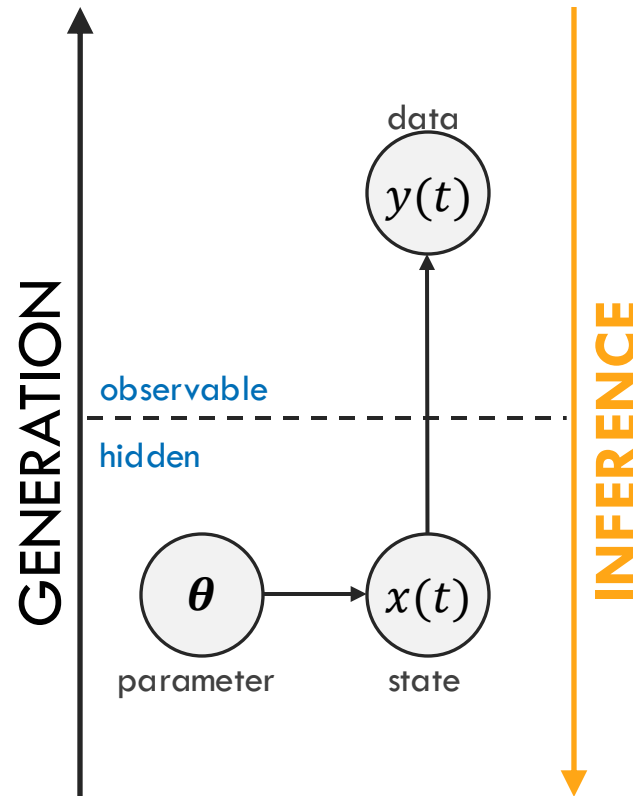 data
y(t)
GENERATION
observable
hidden
INFERENCE
θ
x(t)
parameter
state